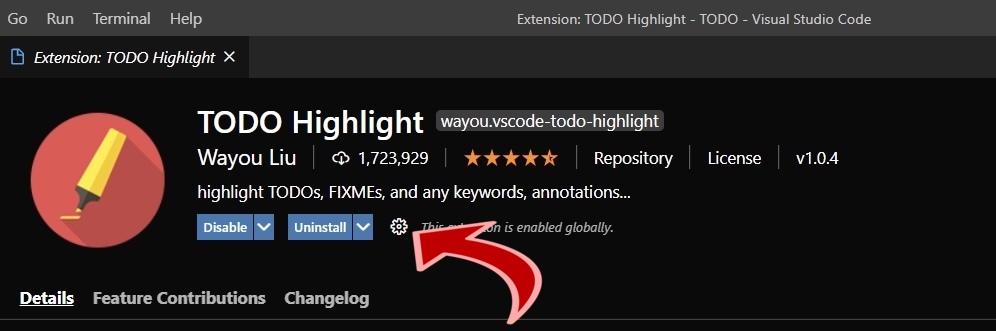 Go Run Terminal Help Extension: TODO Highlight - TODO - Visual Studio Code
Extension: TODO Highlight
TODO Highlight wayou.vscode-todo-highlight
Wayou Liu 1,723,929 Repository License v1.0.4
highlight TODOs, FIXMEs, and any keywords, annotations...
Disable Uninstall This is enabled globally.
Details Feature Contributions Changelog